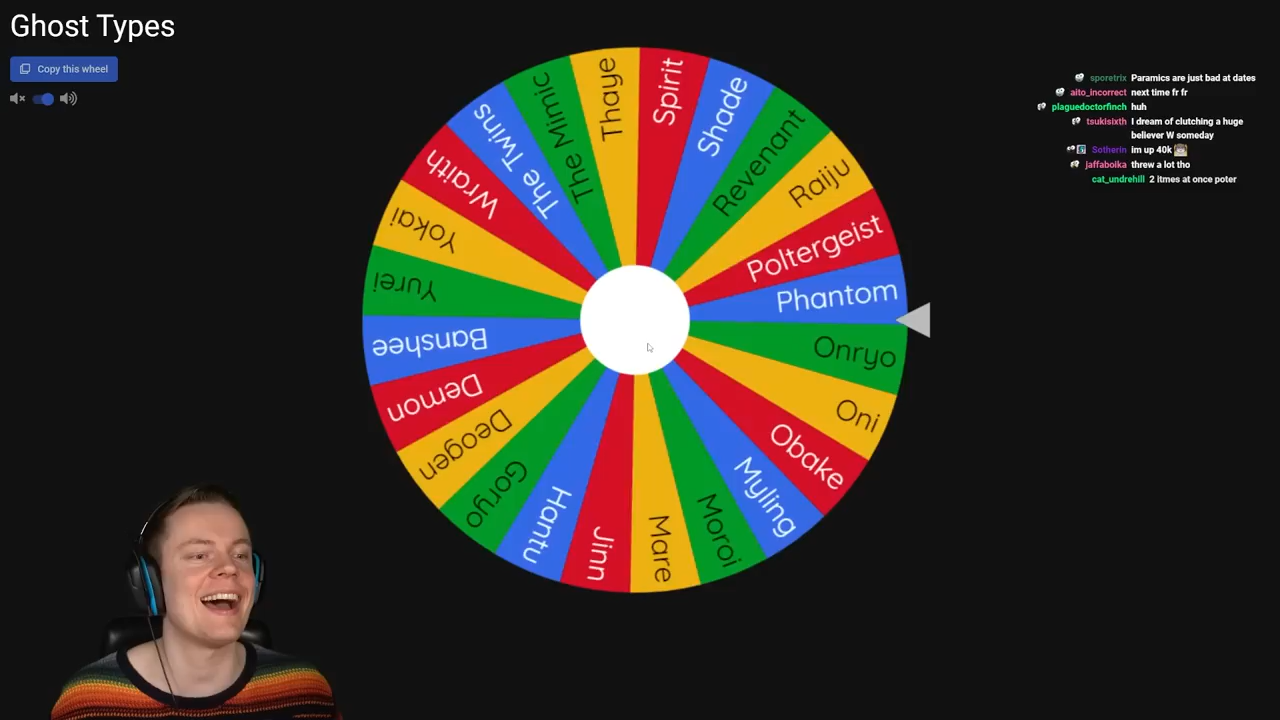 Ghost Types
Copy this wheel
Thaye
Spirit
Shade
Revenant
Raiju
Poltergeist
Phantom
Onryo
Oni
Obake
Myling
Moroi
Mare
Jinn
Hantu
Goryo
Deogen
Demon
Banshee
Yurei
Yokai
Wraith
The Twins
The Mimic
sporetrix Paramics are just bad at dates
aito_incorrect next time fr fr
plaguedoctorfinch huh
tsukisixth I dream of clutching a huge
believer W someday
Sotherin im up 40k
jaffaboika threw a lot tho
cat_undrehill 2 itmes at once poter